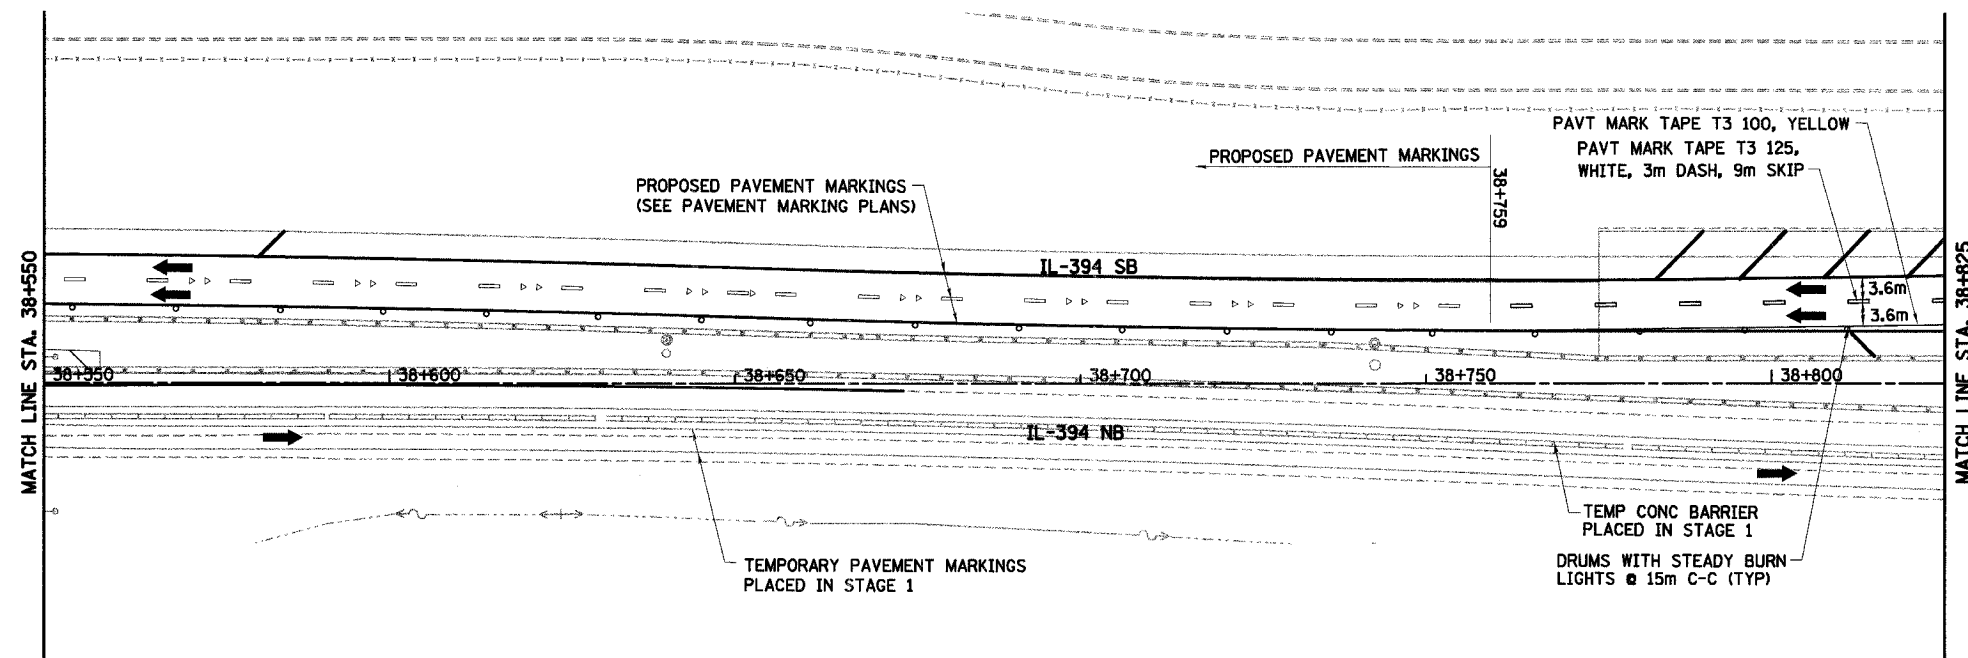 PAVT MARK TAPE T3 100, YELLOW
PAVT MARK TAPE T3 125,
WHITE, 3m DASH, 9m SKIP
PROPOSED PAVEMENT MARKINGS
38+759
PROPOSED PAVEMENT MARKINGS
(SEE PAVEMENT MARKING PLANS)
MATCH LINE STA. 38+550
MATCH LINE STA. 38+825
IL-394 SB
3.6m
3.6m
38+550
38+600
38+650
38+700
38+750
38+800
IL-394 NB
TEMP CONC BARRIER
PLACED IN STAGE 1
TEMPORARY PAVEMENT MARKINGS
PLACED IN STAGE 1
DRUMS WITH STEADY BURN
LIGHTS @ 15m C-C (TYP)